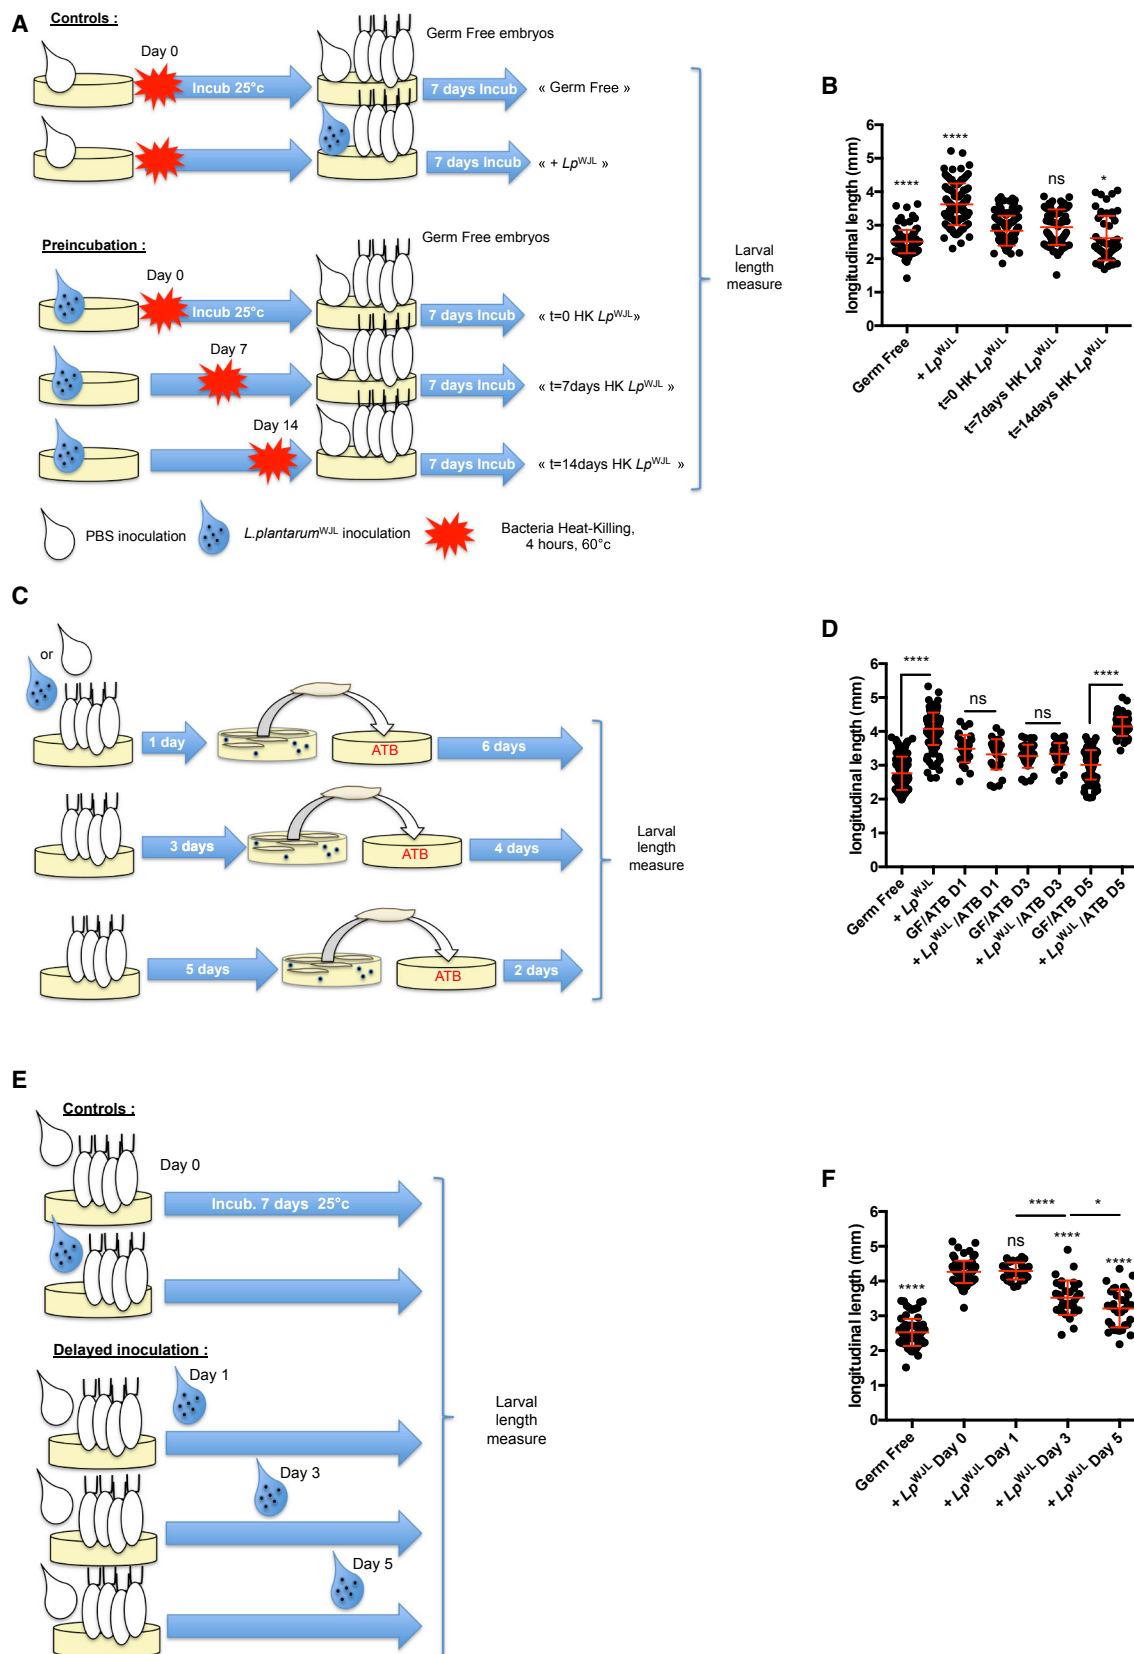 A
Controls :
Day 0
Incub 25°c
Germ Free embryos
7 days Incub
« Germ Free »
7 days Incub
« + LpWJL »
Preincubation :
Germ Free embryos
Day 0
Incub 25°c
7 days Incub
« t=0 HK LpWJL»
Day 7
7 days Incub
« t=7days HK LpWJL »
Day 14
7 days Incub
« t=14days HK LpWJL »
Larval
length
measure
PBS inoculation
L.plantarumWJL inoculation
Bacteria Heat-Killing,
4 hours, 60°c
B
longitudinal length (mm)
6
5
4
3
2
1
0
****
****
ns
*
Germ Free
+ LpWJL
t=0 HK LpWJL
t=7days HK LpWJL
t=14days HK LpWJL
C
or
1 day
ATB
6 days
3 days
ATB
4 days
5 days
ATB
2 days
Larval
length
measure
D
longitudinal length (mm)
6
5
4
3
2
1
0
****
ns
ns
****
Germ Free
+ LpWJL
GF/ATB D1
+ LpWJL /ATB D1
GF/ATB D3
+ LpWJL /ATB D3
GF/ATB D5
+ LpWJL /ATB D5
E
Controls :
Day 0
Incub. 7 days 25°c
Delayed inoculation :
Day 1
Day 3
Day 5
Larval
length
measure
F
longitudinal length (mm)
6
5
4
3
2
1
0
****
*
****
ns
****
****
Germ Free
+ LpWJL Day 0
+ LpWJL Day 1
+ LpWJL Day 3
+ LpWJL Day 5